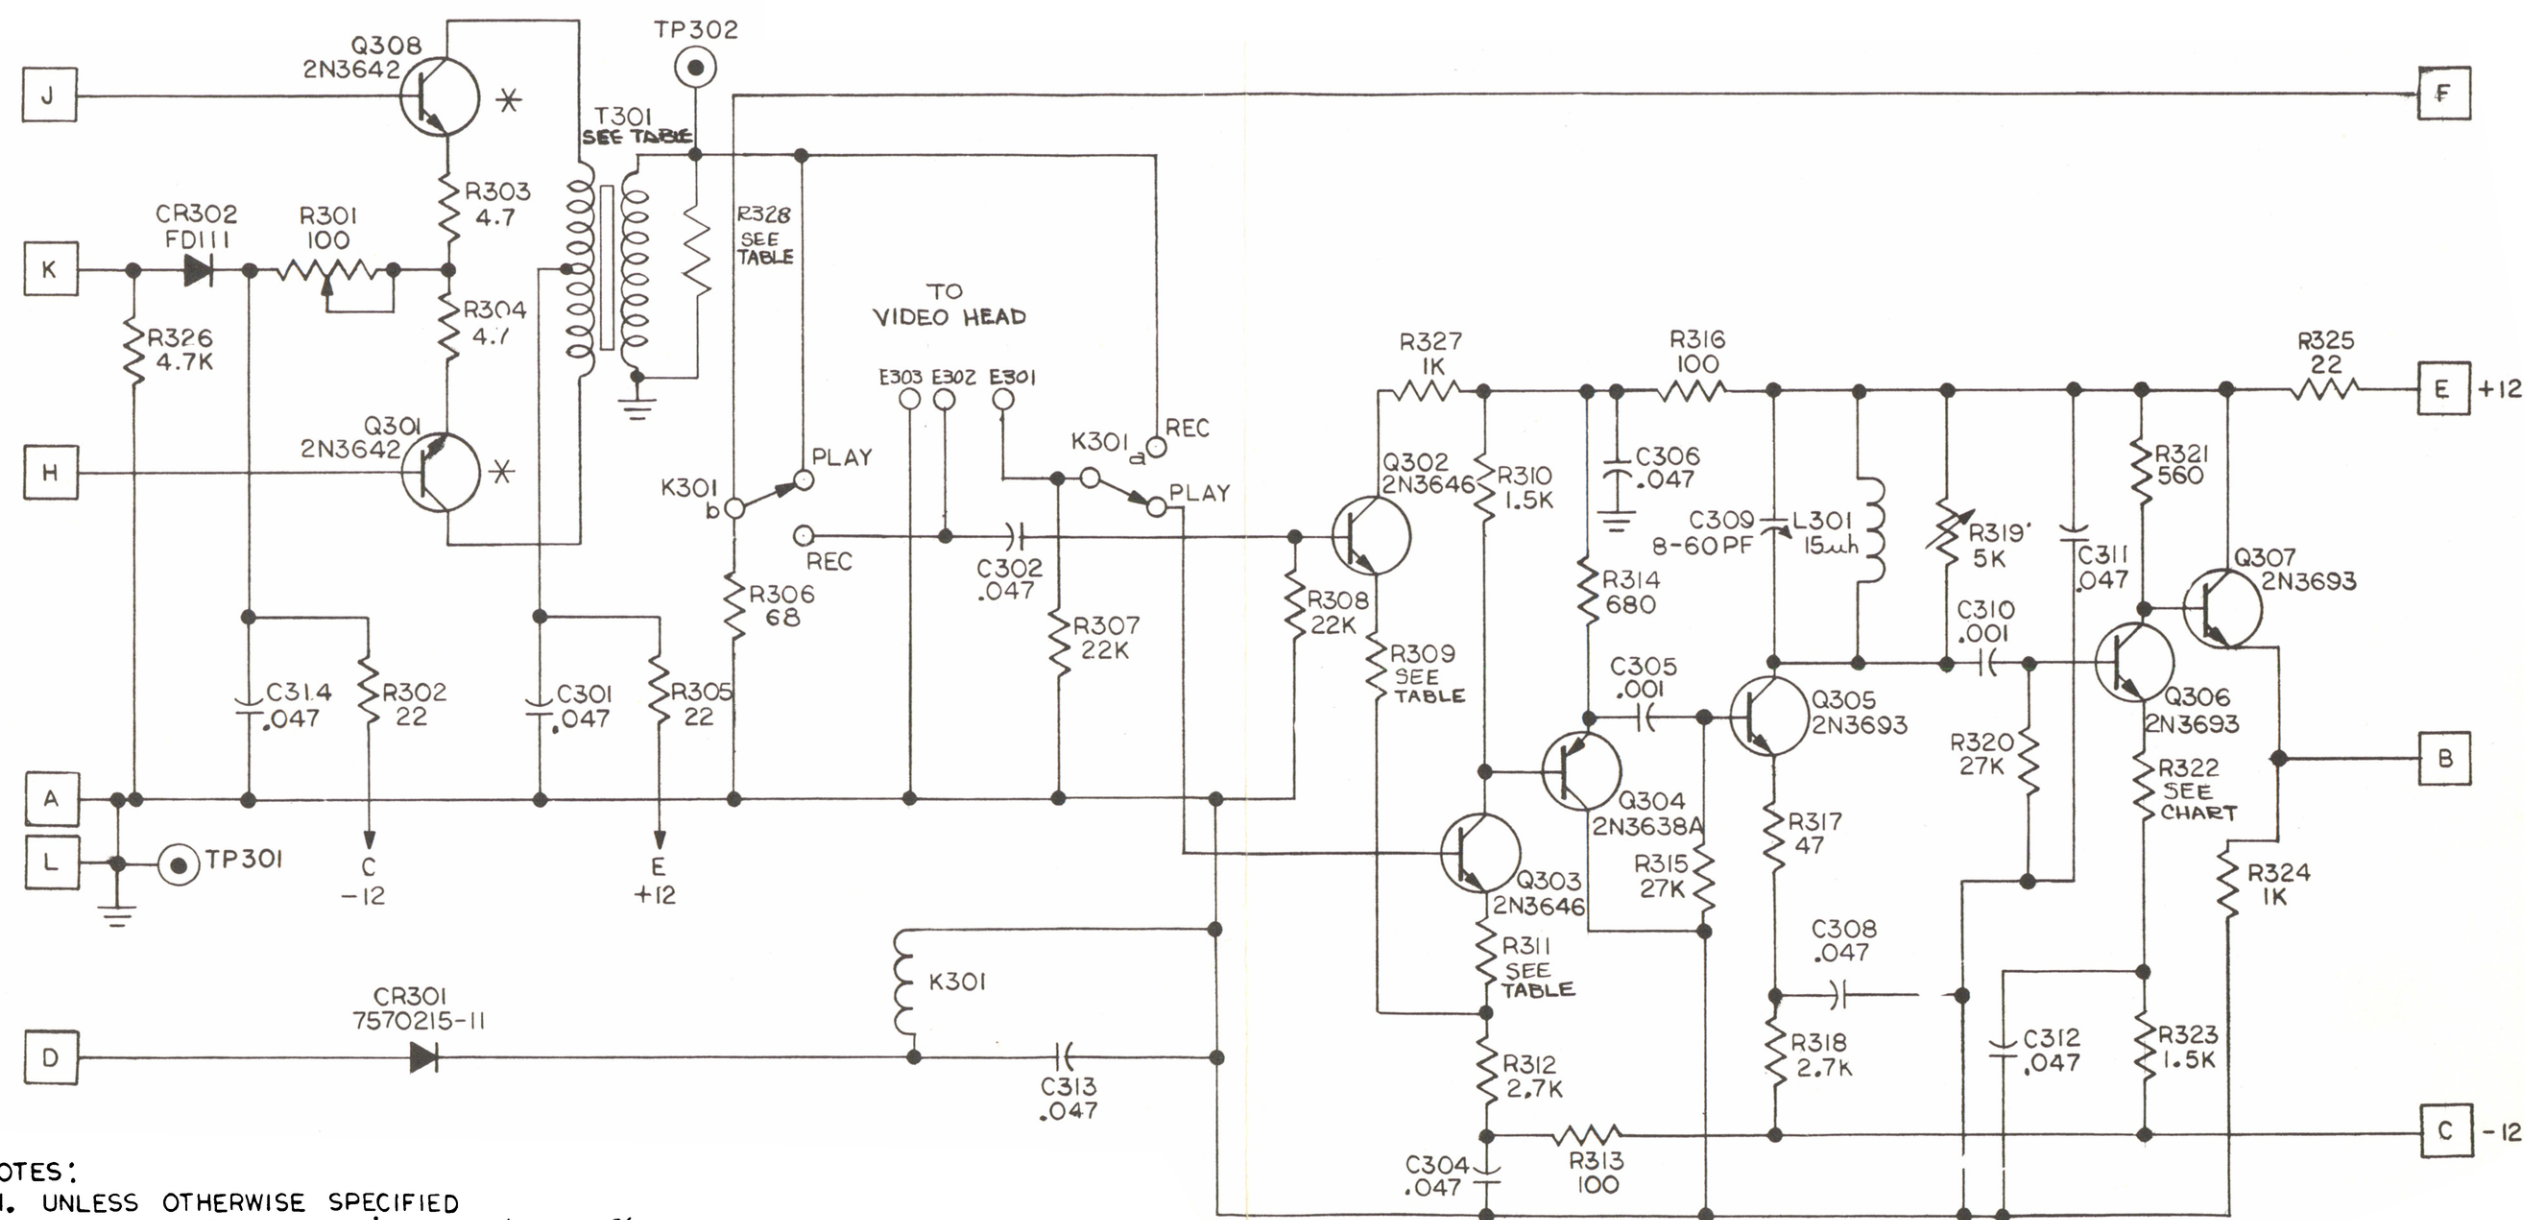 TP302
Q308
2N3642
J
*
F
T301
SEE TABLE
R303
4.7
CR302
FD111
R301
100
R328
SEE
TABLE
K
R304
4.7
TO
VIDEO HEAD
R326
4.7K
R327
1K
R316
100
R325
22
E303 E302 E301
E
+12
Q301
2N3642
H
*
K301
a
REC
PLAY
K301
b
PLAY
REC
Q302
2N3646
R310
1.5K
C306
.047
R321
560
C309
8-60PF
L301
15uh
R319
5K
C311
.047
Q307
2N3693
C302
.047
R306
68
R308
22K
R314
680
C310
.001
R307
22K
R309
SEE
TABLE
C305
.001
C314
.047
R302
22
C301
.047
R305
22
Q305
2N3693
Q306
2N3693
R320
27K
B
R322
SEE
CHART
A
Q304
2N3638A
R317
47
L
TP301
C
-12
E
+12
R315
27K
Q303
2N3646
R324
1K
R311
SEE
TABLE
C308
.047
K301
CR301
7570215-11
D
C313
.047
R312
2.7K
R318
2.7K
C312
.047
R323
1.5K
C
-12
C304
.047
R313
100
OTES:
1. UNLESS OTHERWISE SPECIFIED